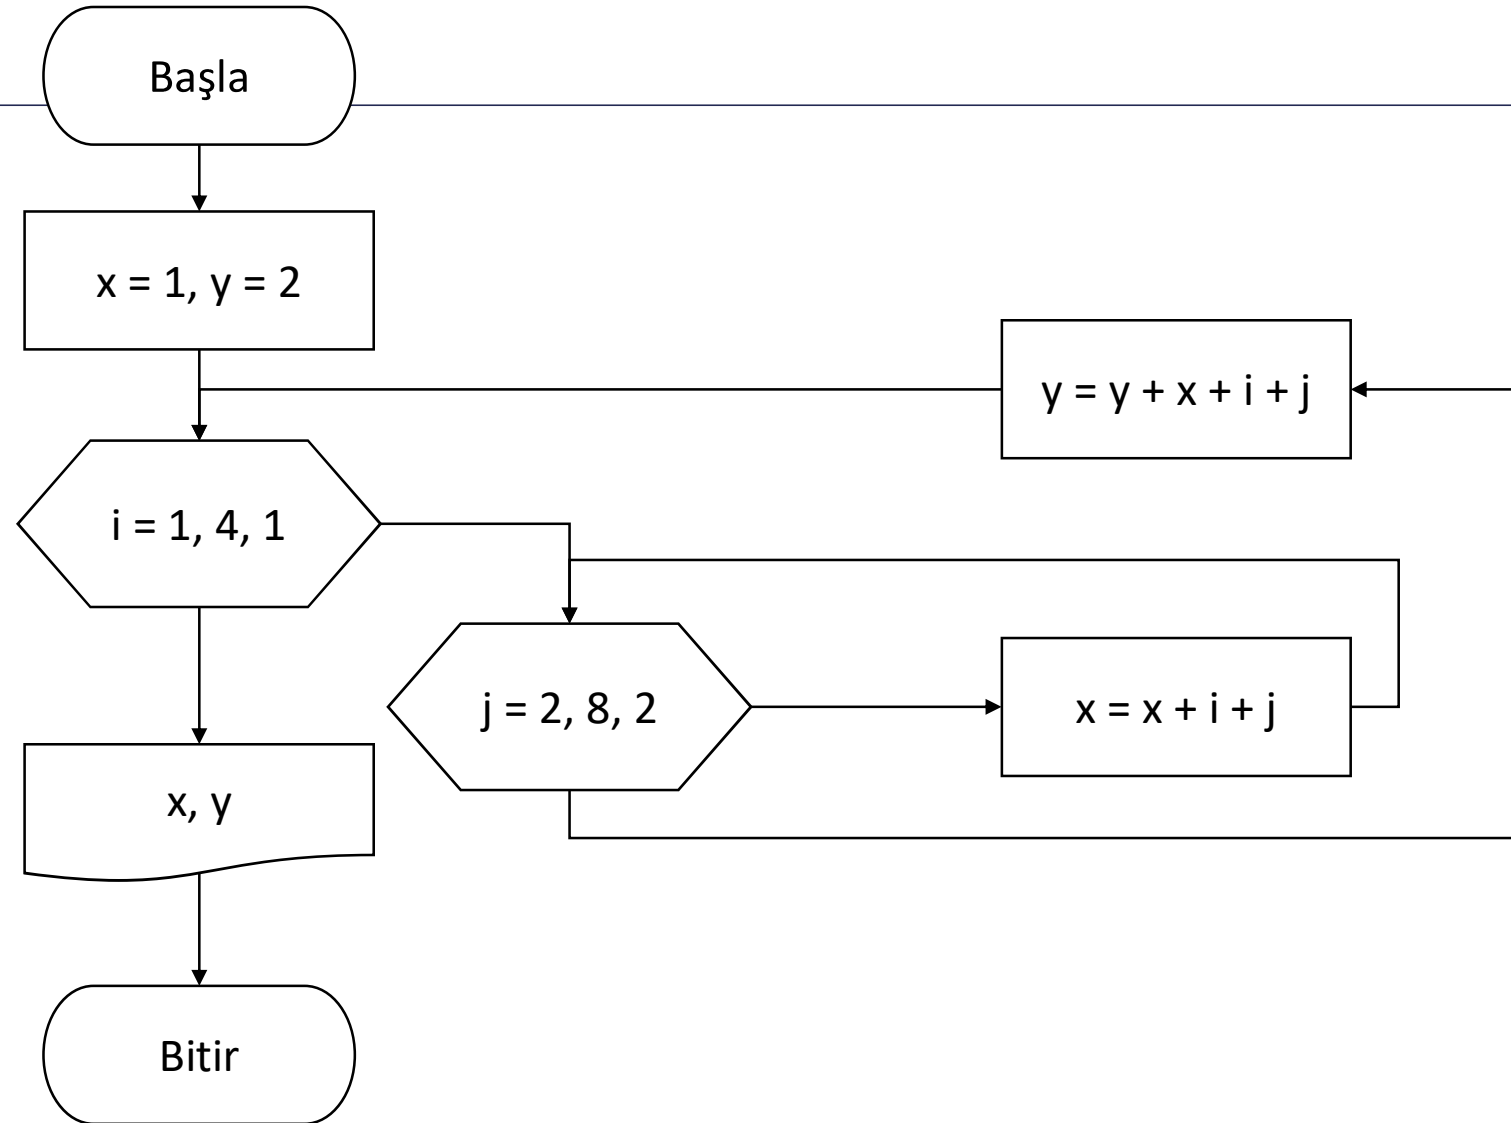 Başla
x = 1, y = 2
y = y + x + i + j
i = 1, 4, 1
j = 2, 8, 2
x = x + i + j
x, y
Bitir